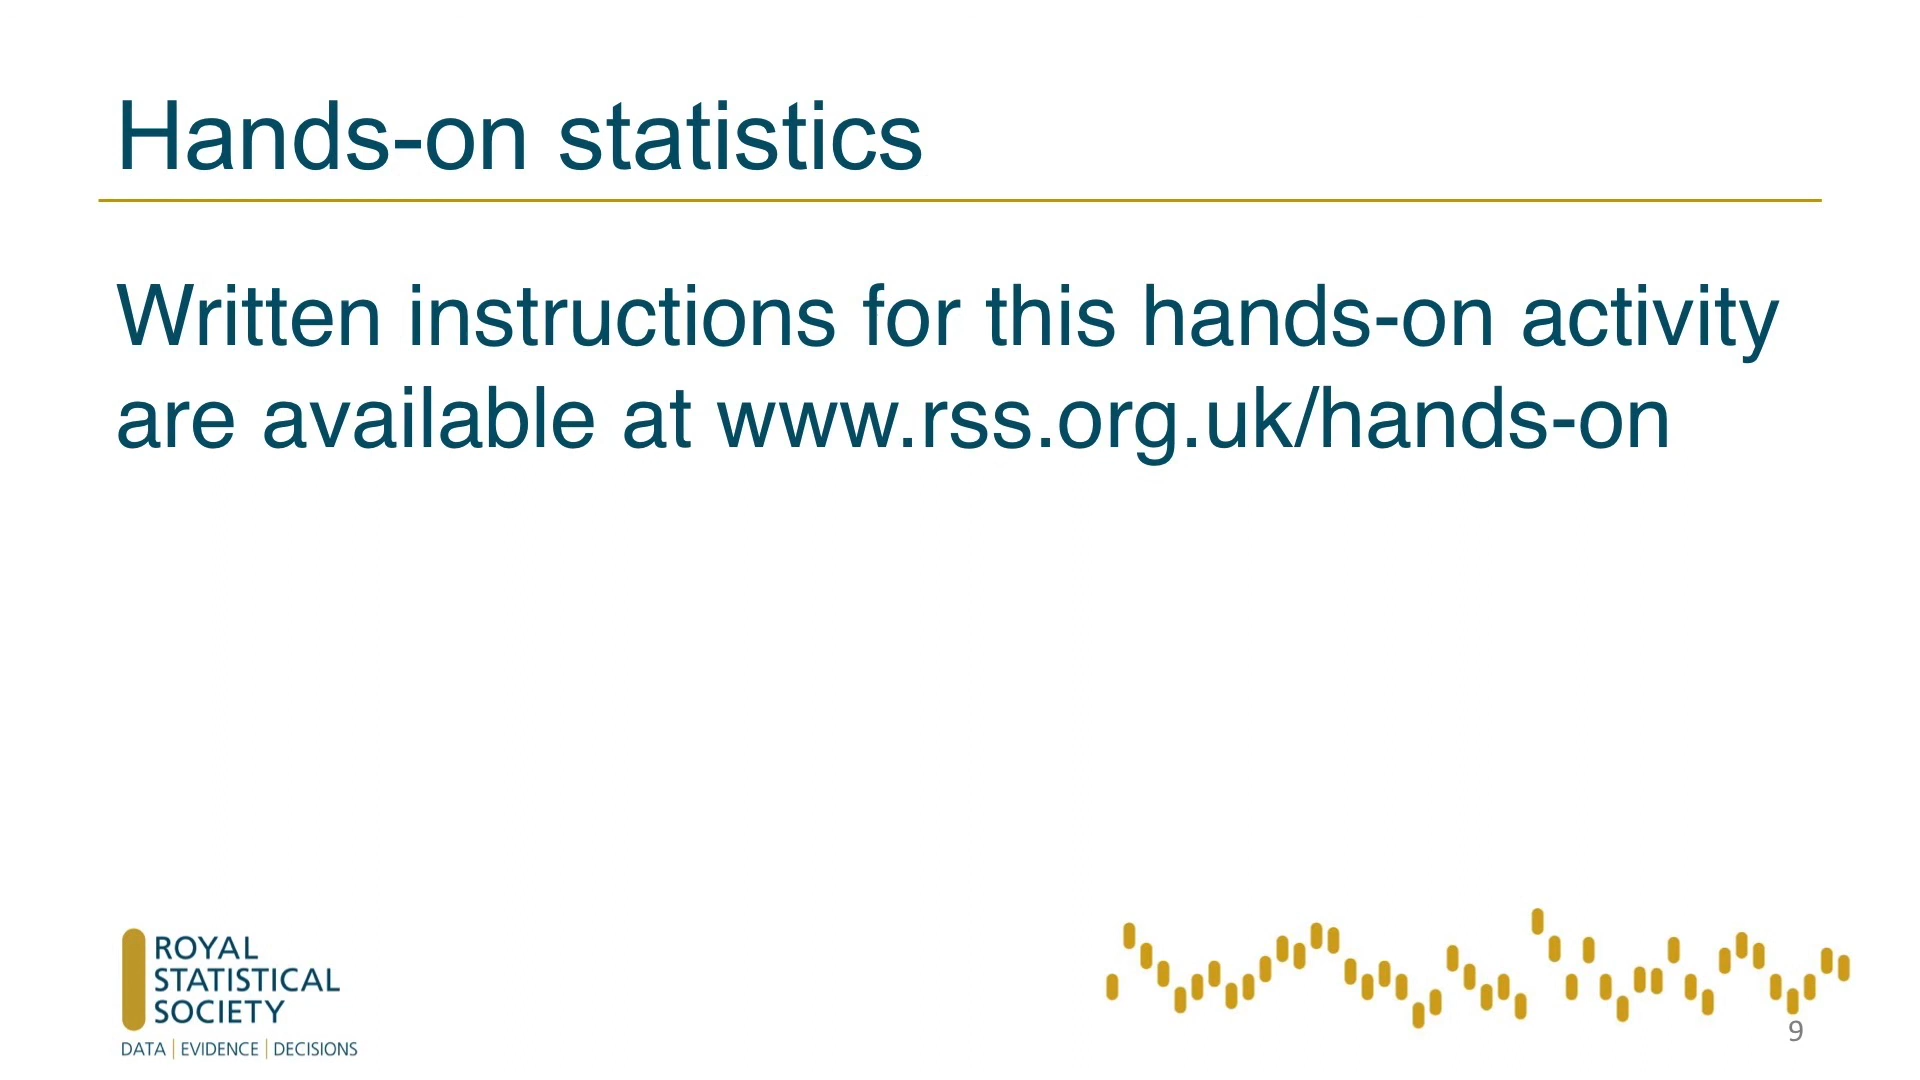 Hands-on statistics
Written instructions for this hands-on activity
are available at www.rss.org.uk/hands-on
ROYAL
STATISTICAL
SOCIETY
DATA | EVIDENCE | DECISIONS
9